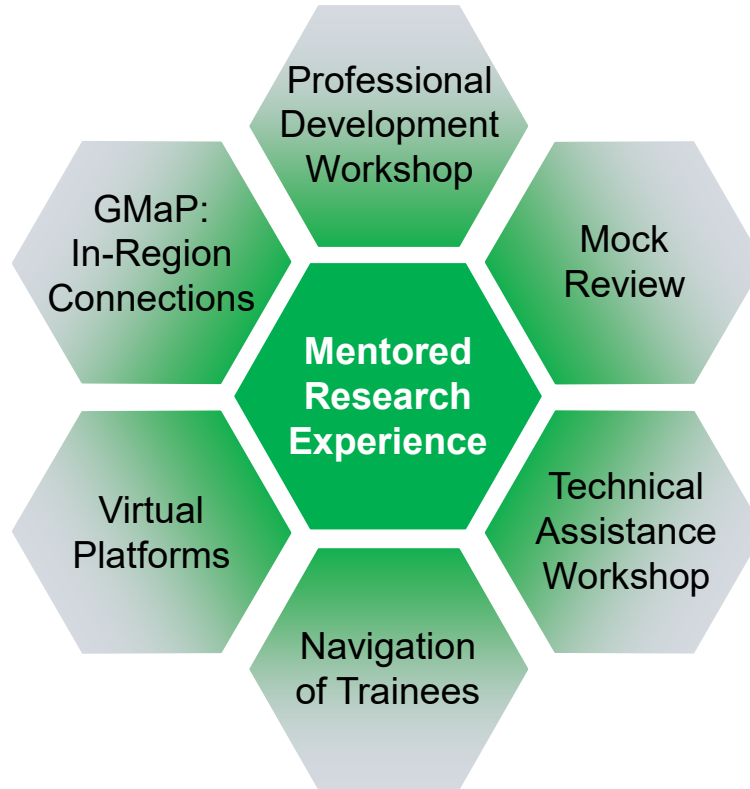 Professional
Development
Workshop
GMaP:
In-Region
Connections
Mock
Review
Mentored
Research
Experience
Virtual
Platforms
Technical
Assistance
Workshop
Navigation
of Trainees